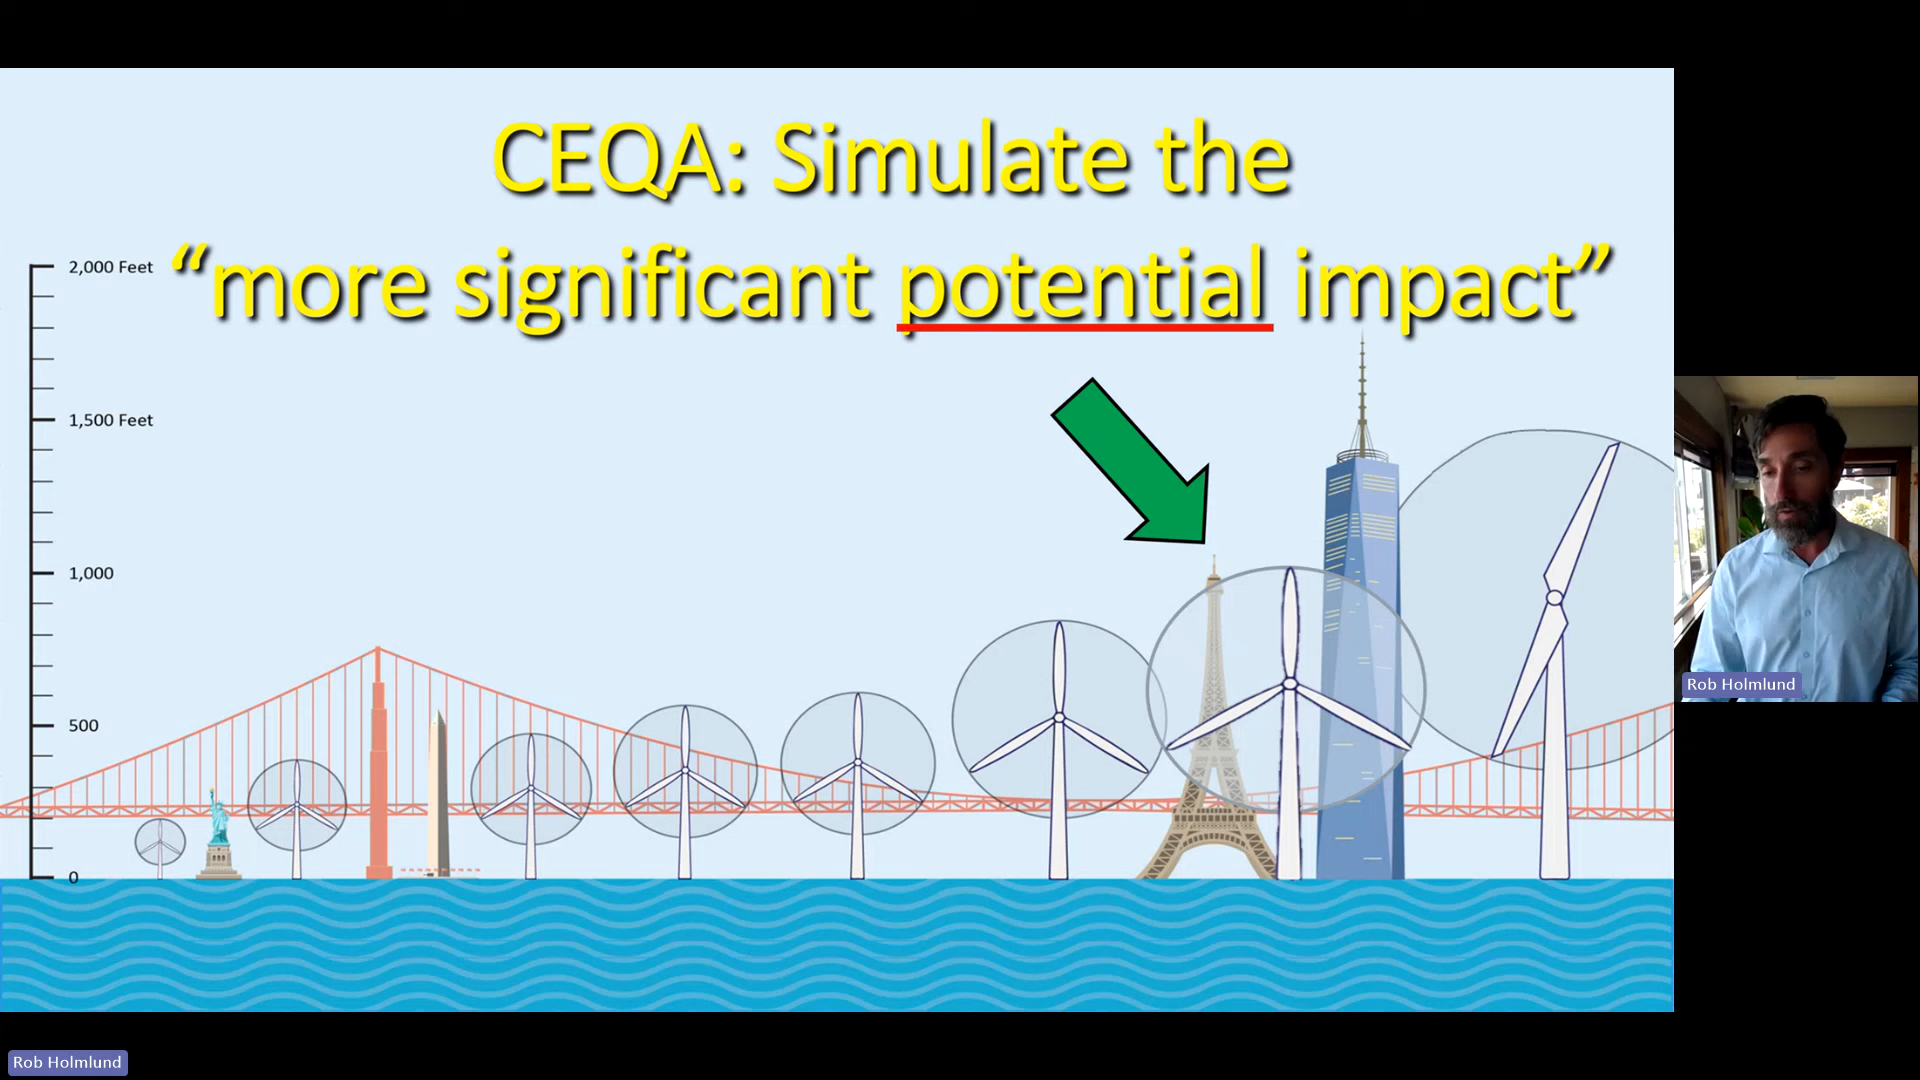 CEQA: Simulate the
“more significant potential impact”
2,000 Feet
1,500 Feet
1,000
500
0
Rob Holmlund
Rob Holmlund